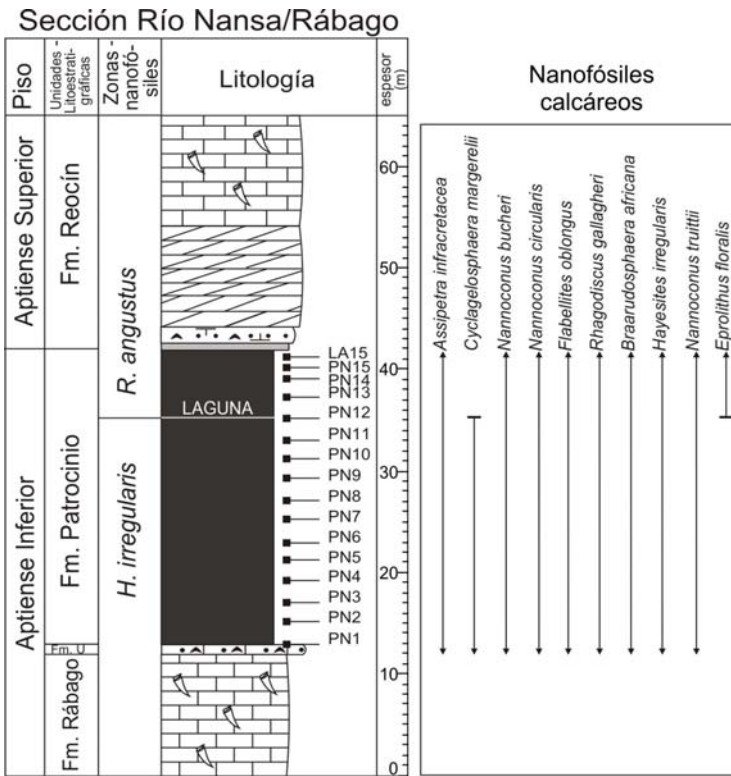 Sección Río Nansa/Rábago
Piso
Unidades -
Litoestrati-
gráficas
Zonas-
nanofó-
siles
Litología
espesor
(m)
Nanofósiles
calcáreos
Aptiense Superior
Aptiense Inferior
Fm. Reocín
Fm. Patrocinio
Fm. U
Fm. Rábago
R. angustus
H. irregularis
LAGUNA
LA15
PN15
PN14
PN13
PN12
PN11
PN10
PN9
PN8
PN7
PN6
PN5
PN4
PN3
PN2
PN1
60
50
40
30
20
10
0
Assipetra infracretacea
Cyclagelosphaera margerelii
Nannoconus bucheri
Nannoconus circularis
Flabellites oblongus
Rhagodiscus gallagheri
Braarudosphaera africana
Hayesites irregularis
Nannoconus truittii
Eprolithus floralis